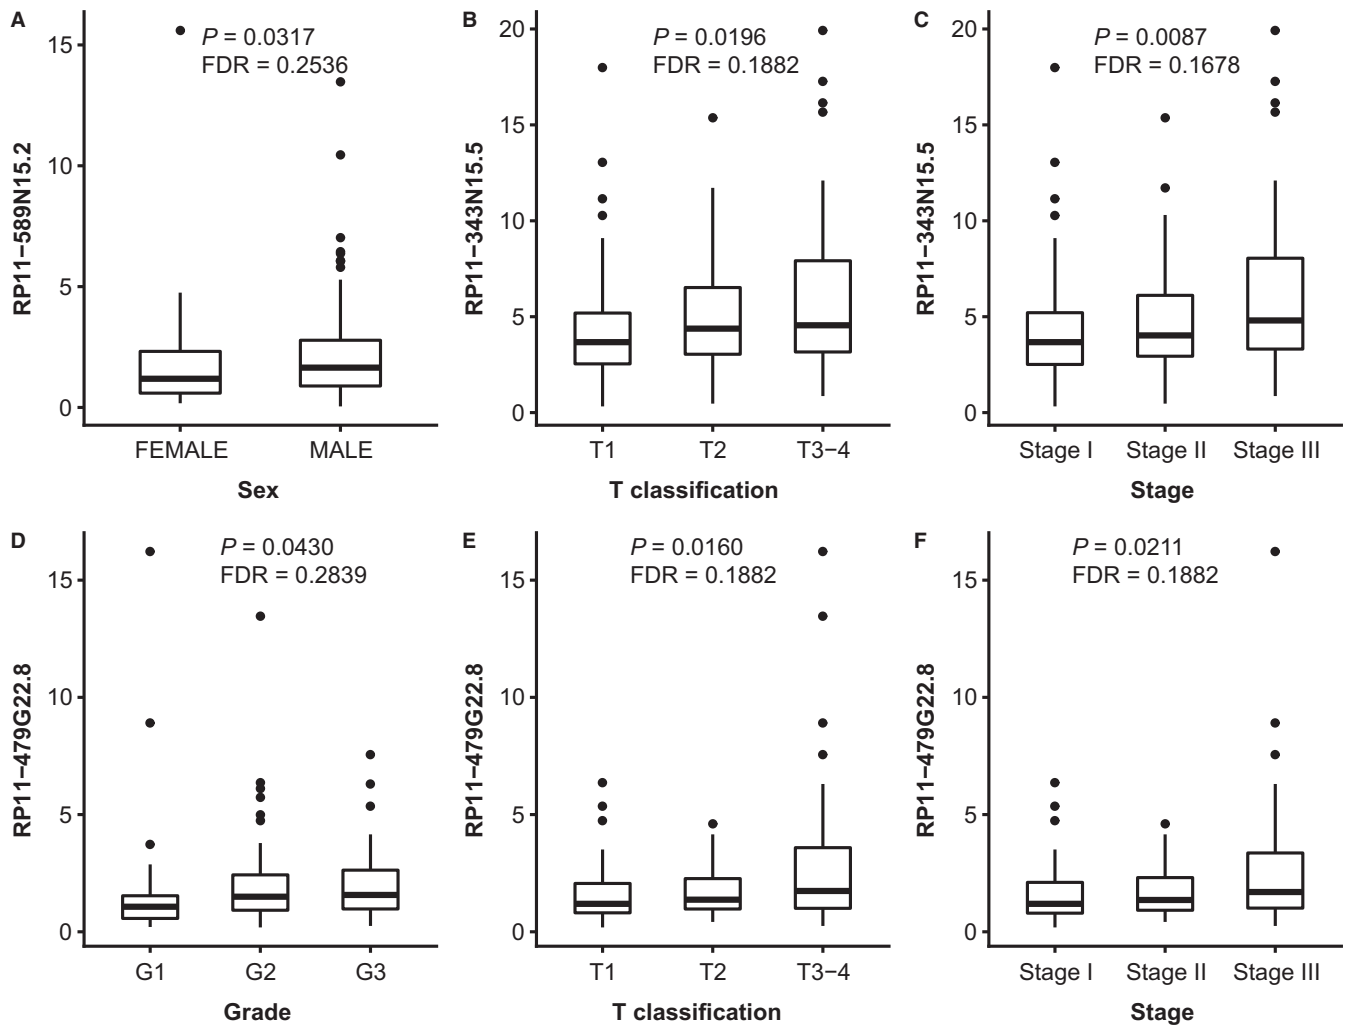 A
P = 0.0317
FDR = 0.2536
15
10
5
0
RP11−589N15.2
FEMALE MALE
Sex
B
P = 0.0196
FDR = 0.1882
20
15
10
5
0
RP11−343N15.5
T1 T2 T3−4
T classification
C
P = 0.0087
FDR = 0.1678
20
15
10
5
0
RP11−343N15.5
Stage I Stage II Stage III
Stage
D
P = 0.0430
FDR = 0.2839
15
10
5
0
RP11−479G22.8
G1 G2 G3
Grade
E
P = 0.0160
FDR = 0.1882
15
10
5
0
RP11−479G22.8
T1 T2 T3−4
T classification
F
P = 0.0211
FDR = 0.1882
15
10
5
0
RP11−479G22.8
Stage I Stage II Stage III
Stage